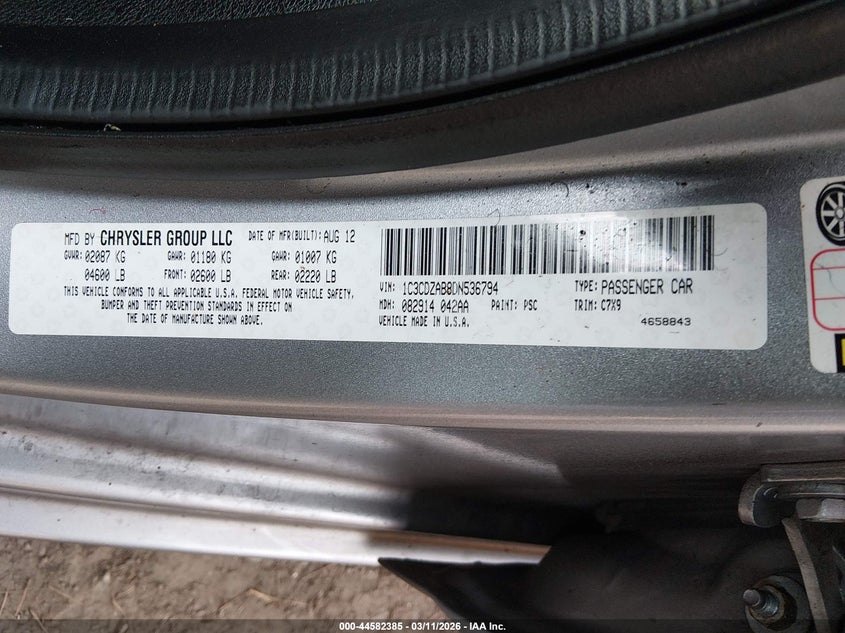 MFD BY CHRYSLER GROUP LLC DATE OF MFR(BUILT): AUG 12
GVWR: 02087 KG GAWR: 01180 KG GAWR: 01007 KG
04600 LB FRONT: 02600 LB REAR: 02220 LB
THIS VEHICLE CONFORMS TO ALL APPLICABLE U.S.A. FEDERAL MOTOR VEHICLE SAFETY,
BUMPER AND THEFT PREVENTION STANDARDS IN EFFECT ON
THE DATE OF MANUFACTURE SHOWN ABOVE.
VIN: 1C3CDZAB8DN536794 TYPE: PASSENGER CAR
MDH: 082914 042AA PAINT: PSC TRIM: C7X9
VEHICLE MADE IN U.S.A. 4658843
000-44582385 - 03/11/2026 - IAA Inc.